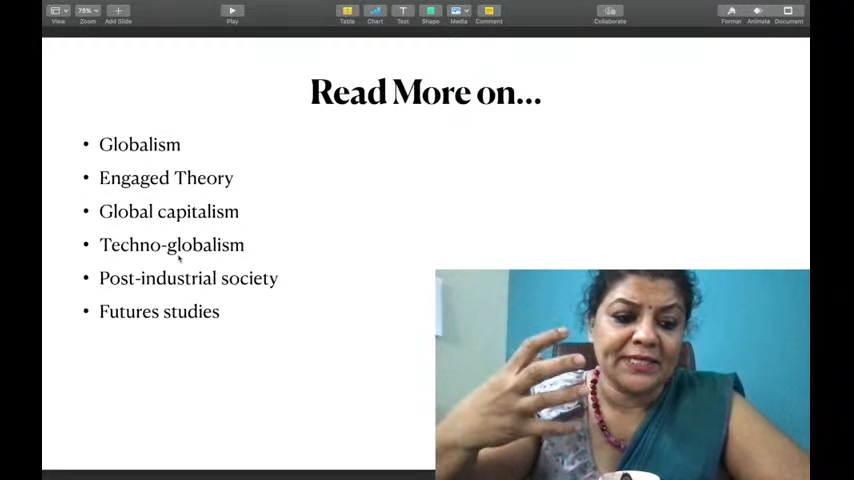 View
75%
Zoom
Add Slide
Play
Table
Chart
Text
Shape
Media
Comment
Collaborate
Format
Animate
Document
Read More on...
• Globalism
• Engaged Theory
• Global capitalism
• Techno-globalism
• Post-industrial society
• Futures studies